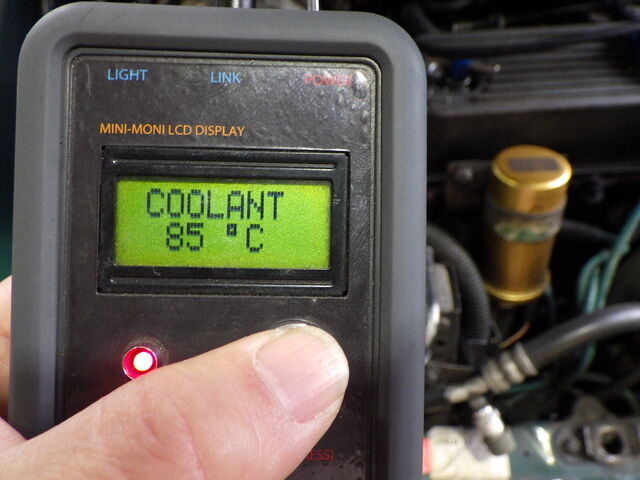 LIGHT LINK POWER
MINI-MONI LCD DISPLAY
COOLANT
85 °C